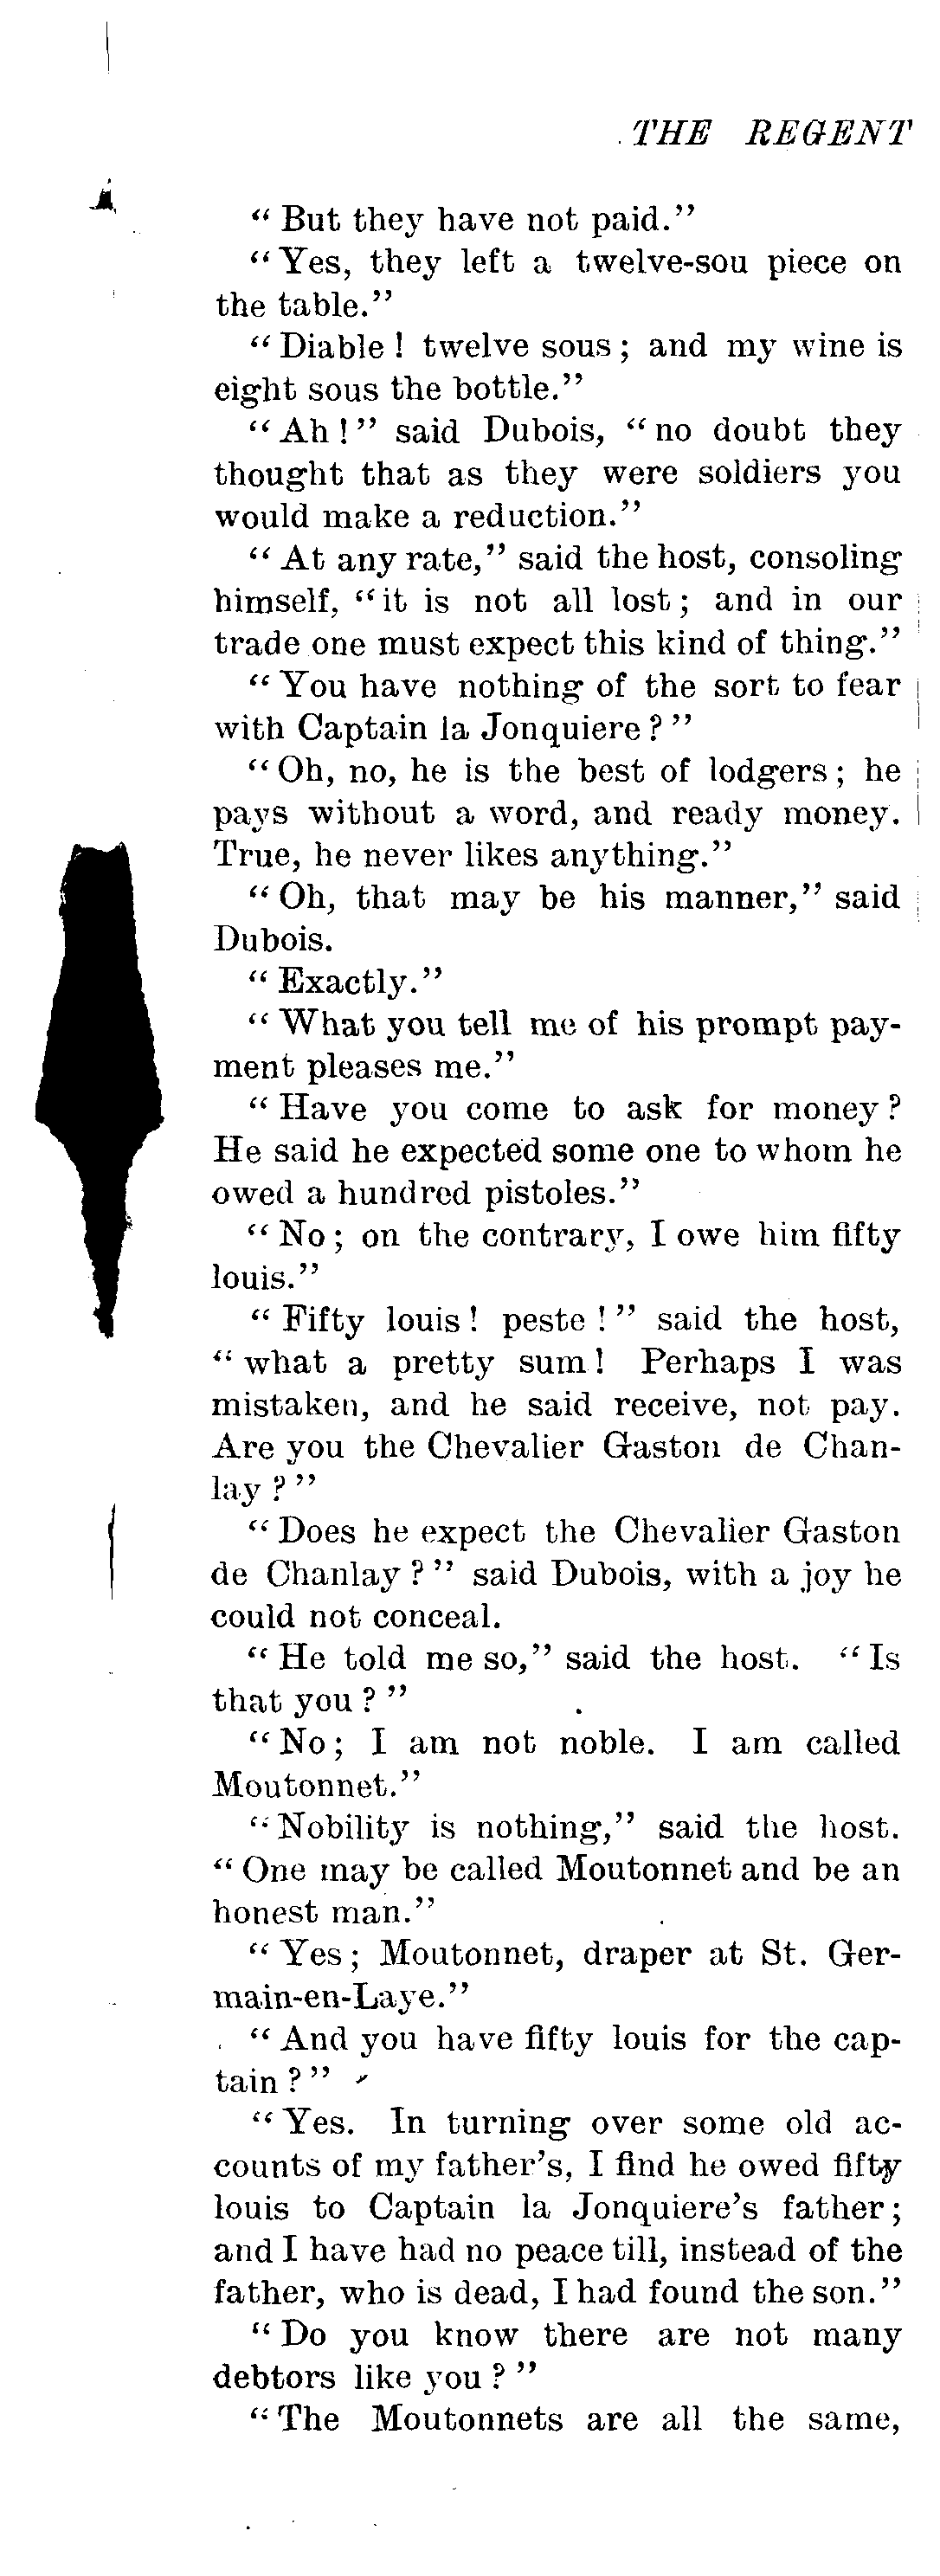 THE REGENT
“ But they have not paid.”
“ Yes, they left a twelve-sou piece on
the table.”
“ Diable ! twelve sous ; and my wine is
eight sous the bottle.”
“ Ah ! ” said Dubois, “ no doubt they
thought that as they were soldiers you
would make a reduction.”
“ At any rate,” said the host, consoling
himself, “ it is not all lost ; and in our
trade one must expect this kind of thing.”
“ You have nothing of the sort to fear
with Captain la Jonquiere ? ”
“ Oh, no, he is the best of lodgers ; he
pays without a word, and ready money.
True, he never likes anything.”
“ Oh, that may be his manner,” said
Dubois.
“ Exactly.”
“ What you tell me of his prompt pay-
ment pleases me.”
“ Have you come to ask for money ?
He said he expected some one to whom he
owed a hundred pistoles.”
“ No ; on the contrary, I owe him fifty
louis.”
“ Fifty louis ! peste ! ” said the host,
“ what a pretty sum ! Perhaps I was
mistaken, and he said receive, not pay.
Are you the Chevalier Gaston de Chan-
lay ? ”
“ Does he expect the Chevalier Gaston
de Chanlay ? ” said Dubois, with a joy he
could not conceal.
“ He told me so,” said the host. “ Is
that you ? ”
“ No ; I am not noble. I am called
Moutonnet.”
“ Nobility is nothing,” said the host.
“ One may be called Moutonnet and be an
honest man.”
“ Yes ; Moutonnet, draper at St. Ger-
main-en-Laye.”
“ And you have fifty louis for the cap-
tain ? ”
“ Yes. In turning over some old ac-
counts of my father’s, I find he owed fifty
louis to Captain la Jonquiere’s father ;
and I have had no peace till, instead of the
father, who is dead, I had found the son.”
“ Do you know there are not many
debtors like you ? ”
“ The Moutonnets are all the same,